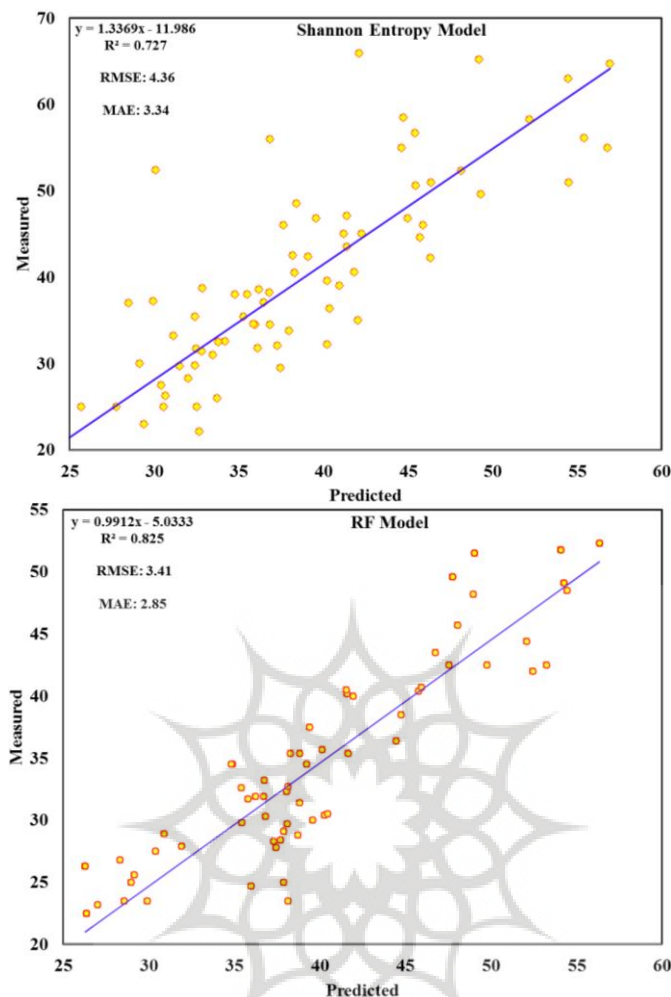 70
y = 1.3369x - 11.986
Shannon Entropy Model
R² = 0.727
60
RMSE: 4.36
MAE: 3.34
50
Measured
40
30
20
25 30 35 40 45 50 55 60
Predicted
55
y = 0.9912x - 5.0333
RF Model
R² = 0.825
50
RMSE: 3.41
MAE: 2.85
45
40
Measured
35
30
25
20
25 30 35 40 45 50 55 60
Predicted